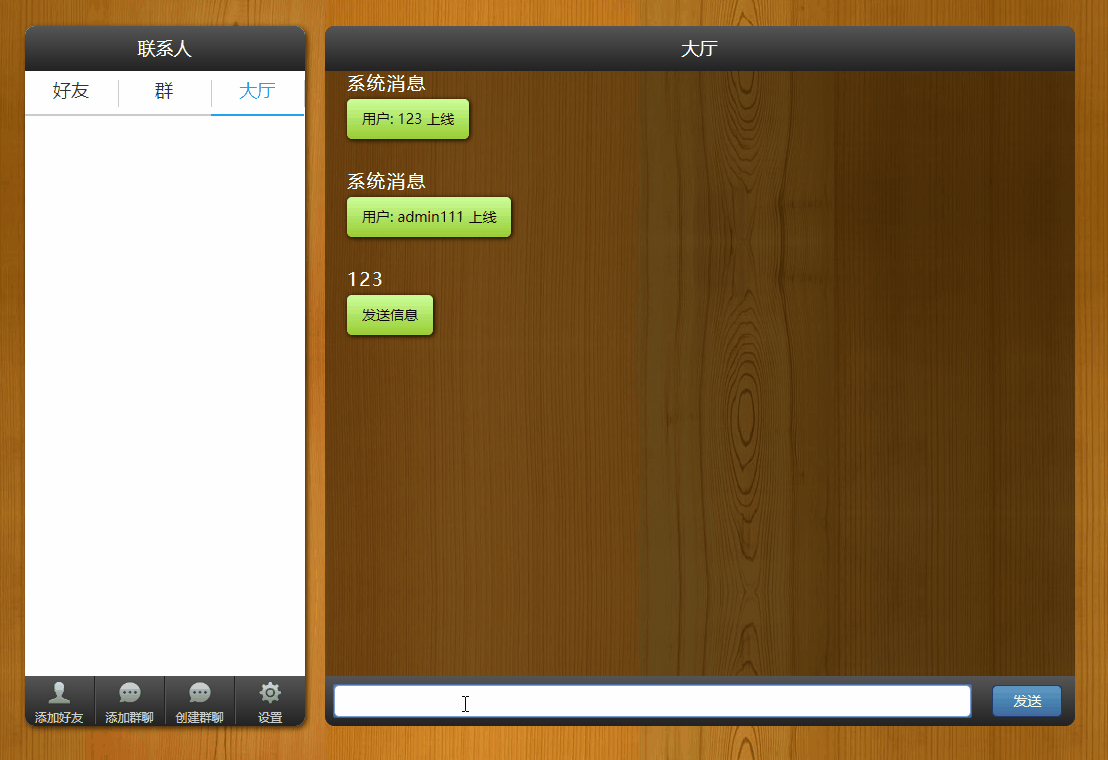 联系人
好友 群 大厅
添加好友 添加群聊 创建群聊 设置
大厅
系统消息
用户: 123 上线
系统消息
用户: admin111 上线
123
发送信息
发送